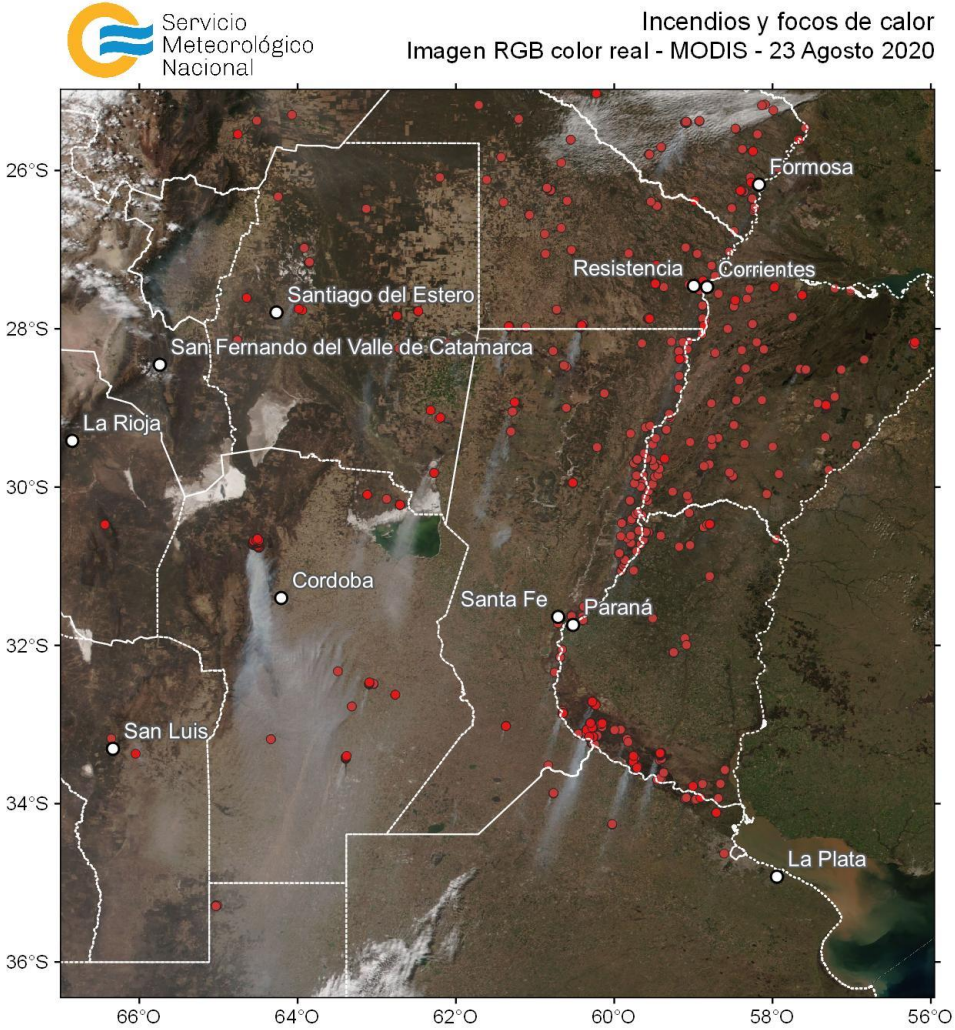 Servicio
Meteorológico
Nacional
Incendios y focos de calor
Imagen RGB color real - MODIS - 23 Agosto 2020
26°S
Formosa
Resistencia
Corrientes
Santiago del Estero
28°S
San Fernando del Valle de Catamarca
La Rioja
30°S
Cordoba
Santa Fe
Paraná
32°S
San Luis
34°S
La Plata
36°S
66°O
64°O
62°O
60°O
58°O
56°O